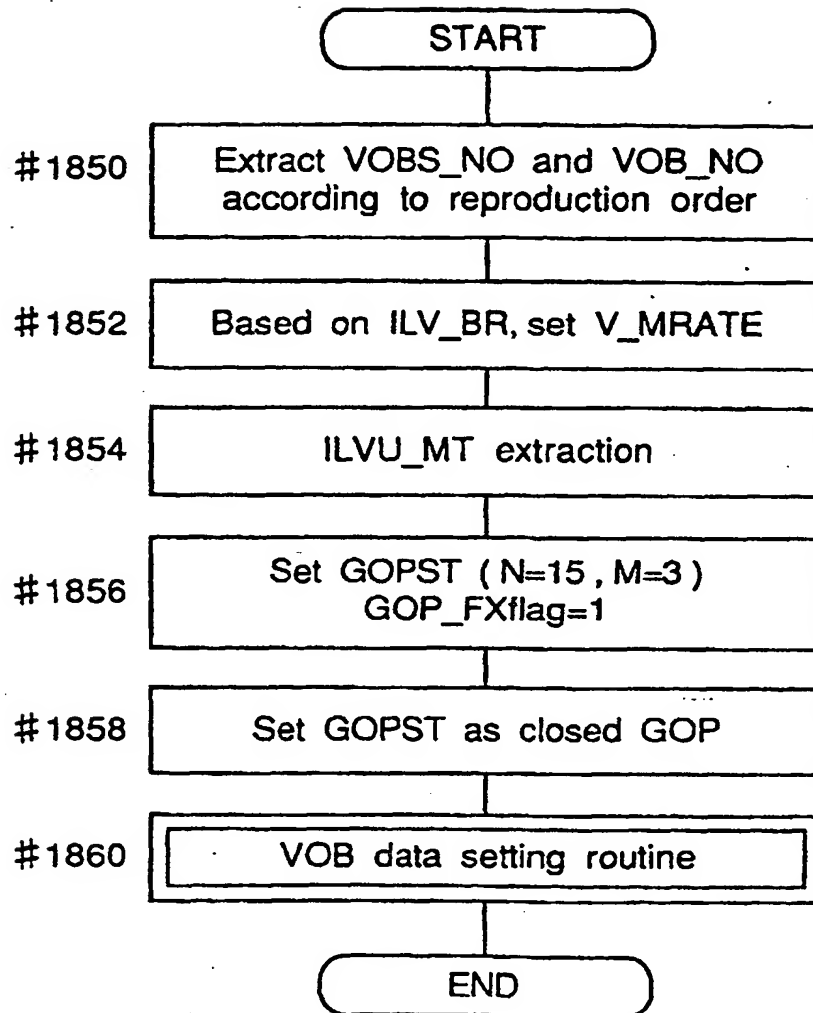 START
#1850
Extract VOBS_NO and VOB_NO
according to reproduction order
#1852
Based on ILV_BR, set V_MRATE
#1854
ILVU_MT extraction
#1856
Set GOPST (N=15, M=3)
GOP_FXflag=1
#1858
Set GOPST as closed GOP
#1860
VOB data setting routine
END